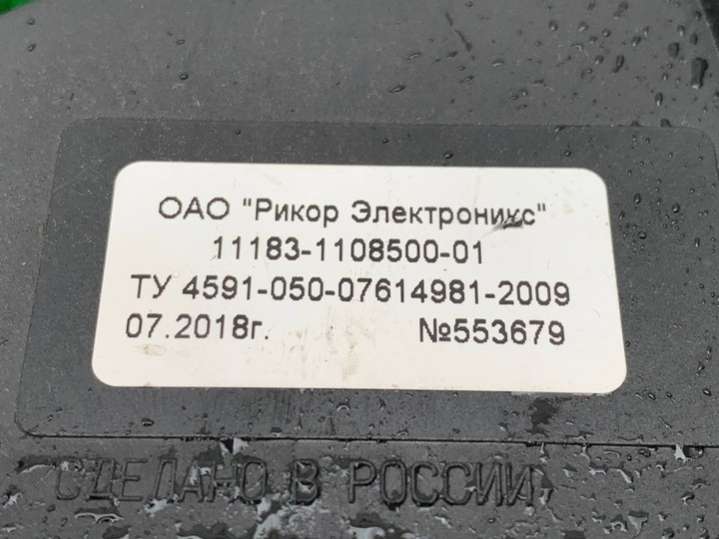 ОАО "Рикор Электроникс"
11183-1108500-01
ТУ 4591-050-07614981-2009
07.2018г. №553679
СДЕЛАНО В РОССИИ